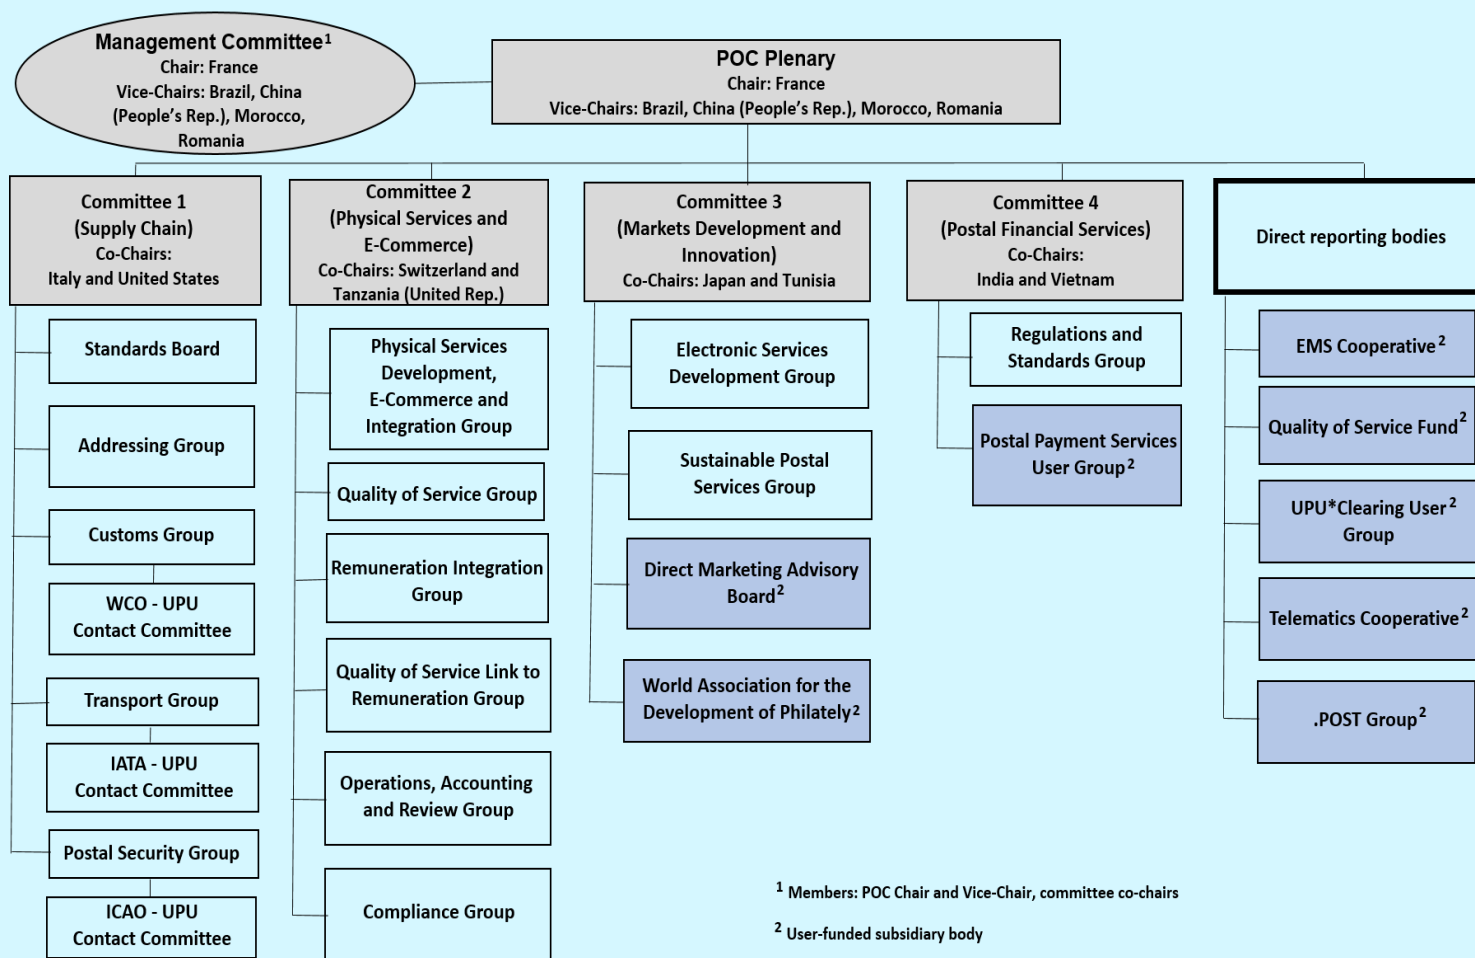 Management Committee¹
Chair: France
Vice-Chairs: Brazil, China
(People’s Rep.), Morocco,
Romania
POC Plenary
Chair: France
Vice-Chairs: Brazil, China (People’s Rep.), Morocco, Romania
Committee 1
(Supply Chain)
Co-Chairs:
Italy and United States
Standards Board
Addressing Group
Customs Group
WCO - UPU
Contact Committee
Transport Group
IATA - UPU
Contact Committee
Postal Security Group
ICAO - UPU
Contact Committee
Committee 2
(Physical Services and
E-Commerce)
Co-Chairs: Switzerland and
Tanzania (United Rep.)
Physical Services
Development,
E-Commerce and
Integration Group
Quality of Service Group
Remuneration Integration
Group
Quality of Service Link to
Remuneration Group
Operations, Accounting
and Review Group
Compliance Group
Committee 3
(Markets Development and
Innovation)
Co-Chairs: Japan and Tunisia
Electronic Services
Development Group
Sustainable Postal
Services Group
Direct Marketing Advisory
Board²
World Association for the
Development of Philately²
Committee 4
(Postal Financial Services)
Co-Chairs:
India and Vietnam
Regulations and
Standards Group
Postal Payment Services
User Group²
Direct reporting bodies
EMS Cooperative²
Quality of Service Fund²
UPU*Clearing User²
Group
Telematics Cooperative²
.POST Group²
¹ Members: POC Chair and Vice-Chair, committee co-chairs
² User-funded subsidiary body